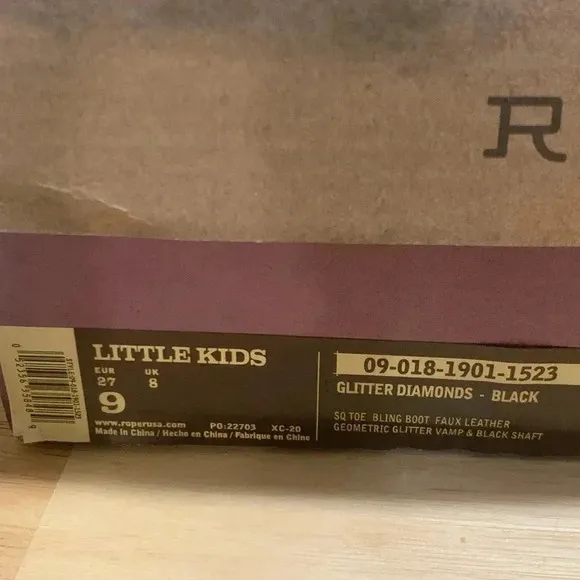 R
LITTLE KIDS
EUR UK
27 8
9
www.roperusa.com PO:22703 XC-20
Made in China / Hecho en China / Fabrique en Chine
09-018-1901-1523
GLITTER DIAMONDS - BLACK
SQ TOE BLING BOOT FAUX LEATHER
GEOMETRIC GLITTER VAMP & BLACK SHAFT